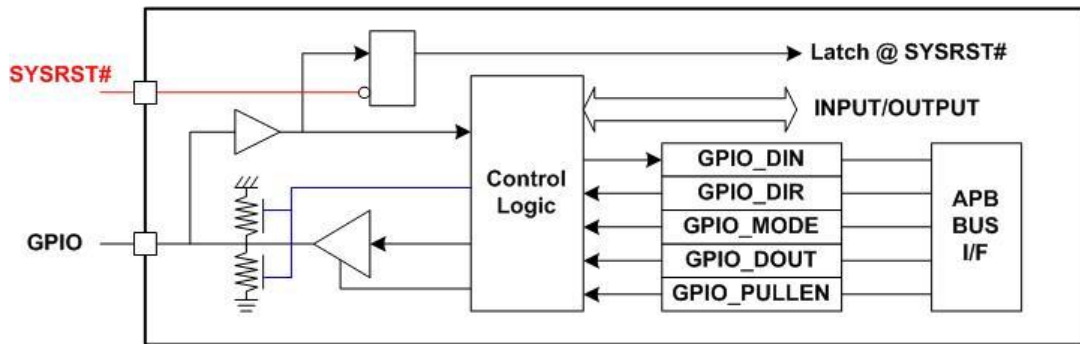 SYSRST#
Latch @ SYSRST#
INPUT/OUTPUT
GPIO
Control
Logic
GPIO_DIN
GPIO_DIR
GPIO_MODE
GPIO_DOUT
GPIO_PULLEN
APB
BUS
I/F